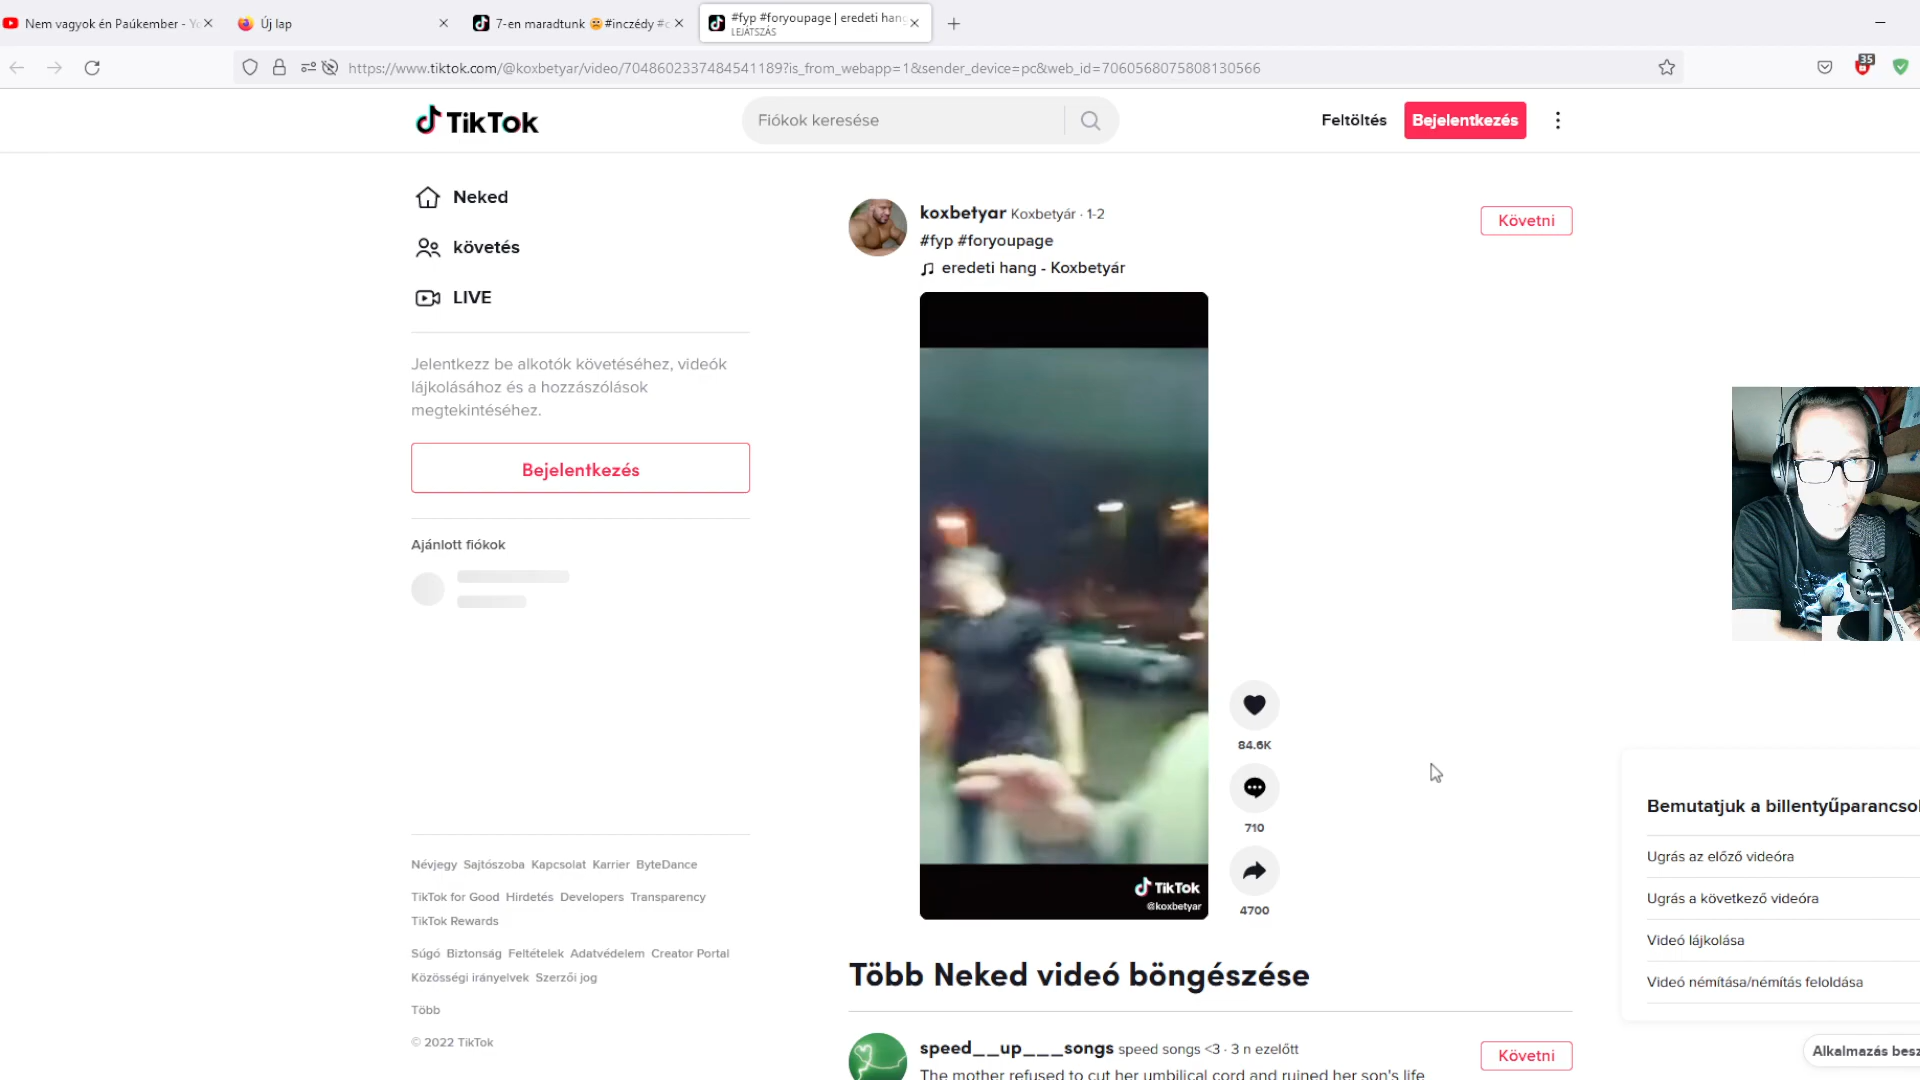 Nem vagyok én Paúkember - Yo
Új lap
7-en maradtunk 😕#inczédy #c
#fyp #foryoupage | eredeti hang
LEJÁTSZÁS
https://www.tiktok.com/@koxbetyar/video/7048602337484541189?is_from_webapp=1&sender_device=pc&web_id=7060568075808130566
35
TikTok
Fiókok keresése
Feltöltés
Bejelentkezés
Neked
követés
LIVE
Jelentkezz be alkotók követéséhez, videók
lájkolásához és a hozzászólások
megtekintéséhez.
Bejelentkezés
Ajánlott fiókok
Névjegy Sajtószoba Kapcsolat Karrier ByteDance
TikTok for Good Hirdetés Developers Transparency
TikTok Rewards
Súgó Biztonság Feltételek Adatvédelem Creator Portal
Közösségi irányelvek Szerzői jog
Több
© 2022 TikTok
koxbetyar Koxbetyár · 1-2
#fyp #foryoupage
eredeti hang - Koxbetyár
Követni
TikTok
@koxbetyar
84.6K
710
4700
Több Neked videó böngészése
speed__up___songs speed songs <3 · 3 n ezelőtt
The mother refused to cut her umbilical cord and ruined her son's life
Követni
Bemutatjuk a billentyűparancsok
Ugrás az előző videóra
Ugrás a következő videóra
Videó lájkolása
Videó némítása/némítás feloldása
Alkalmazás besz